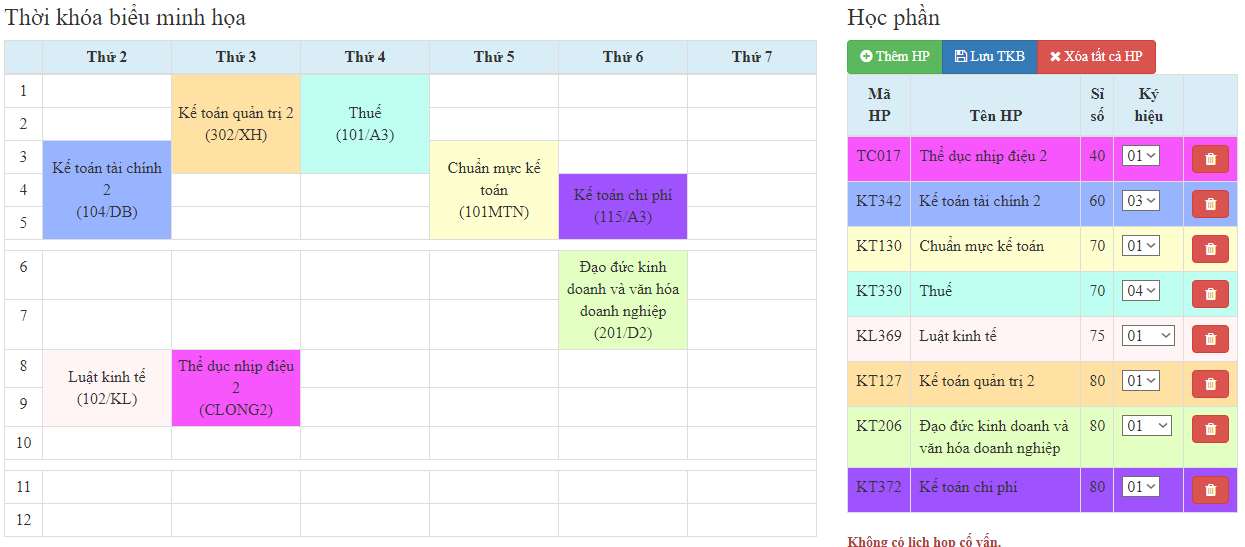 Thời khóa biểu minh họa
Thứ 2 Thứ 3 Thứ 4 Thứ 5 Thứ 6 Thứ 7
1
2
3
4
5
6
7
8
9
10
11
12
Kế toán quản trị 2
(302/XH)
Thuế
(101/A3)
Kế toán tài chính
2
(104/DB)
Chuẩn mực kế
toán
(101MTN)
Kế toán chi phí
(115/A3)
Đạo đức kinh
doanh và văn hóa
doanh nghiệp
(201/D2)
Luật kinh tế
(102/KL)
Thể dục nhịp điệu
2
(CLONG2)
Học phần
Thêm HP Lưu TKB Xóa tất cả HP
Mã HP Tên HP Sĩ số Ký hiệu
TC017 Thể dục nhịp điệu 2 40 01
KT342 Kế toán tài chính 2 60 03
KT130 Chuẩn mực kế toán 70 01
KT330 Thuế 70 04
KL369 Luật kinh tế 75 01
KT127 Kế toán quản trị 2 80 01
KT206 Đạo đức kinh doanh và 80 01
văn hóa doanh nghiệp
KT372 Kế toán chi phí 80 01
Không có lịch họp cố vấn.